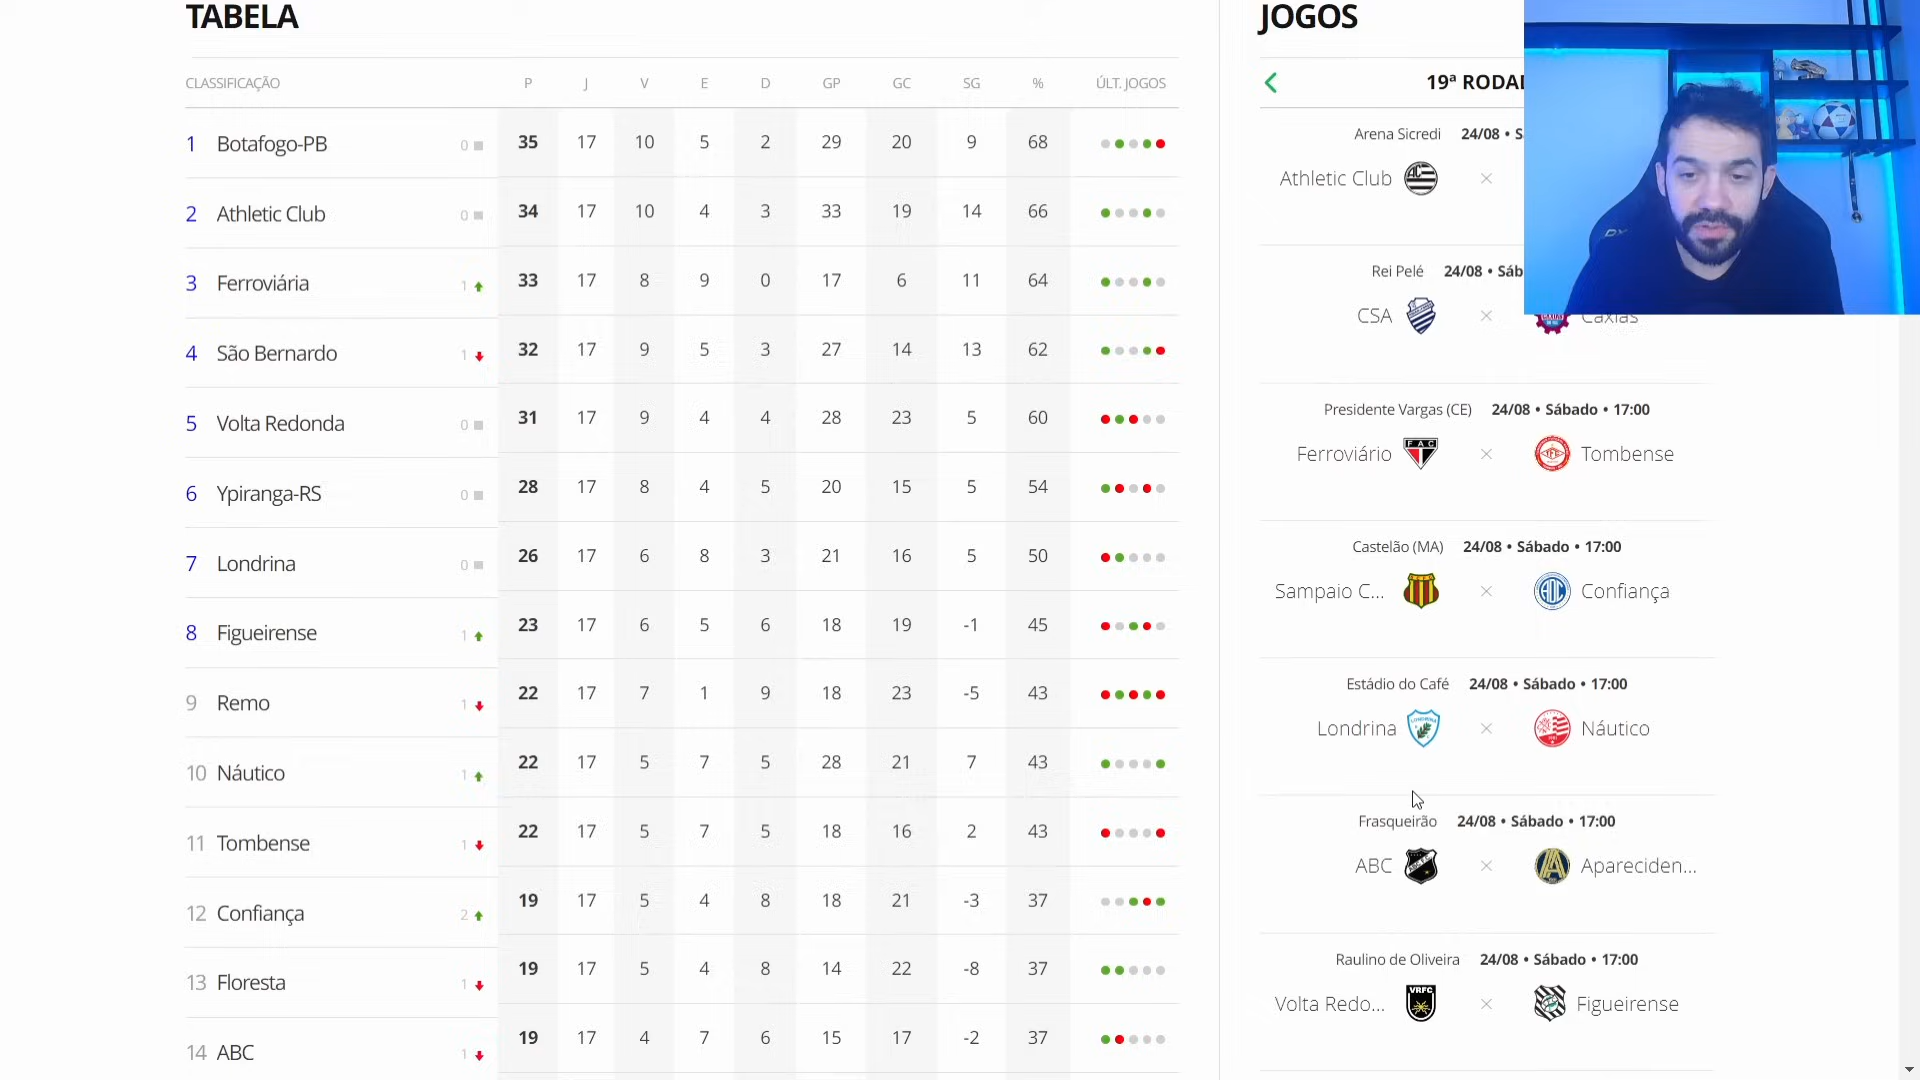 TABELA
CLASSIFICAÇÃO P J V E D GP GC SG % ÚLT. JOGOS
1 Botafogo-PB 0 35 17 10 5 2 29 20 9 68
2 Athletic Club 0 34 17 10 4 3 33 19 14 66
3 Ferroviária 1 33 17 8 9 0 17 6 11 64
4 São Bernardo 1 32 17 9 5 3 27 14 13 62
5 Volta Redonda 0 31 17 9 4 4 28 23 5 60
6 Ypiranga-RS 0 28 17 8 4 5 20 15 5 54
7 Londrina 0 26 17 6 8 3 21 16 5 50
8 Figueirense 1 23 17 6 5 6 18 19 -1 45
9 Remo 1 22 17 7 1 9 18 23 -5 43
10 Náutico 1 22 17 5 7 5 28 21 7 43
11 Tombense 1 22 17 5 7 5 18 16 2 43
12 Confiança 2 19 17 5 4 8 18 21 -3 37
13 Floresta 1 19 17 5 4 8 14 22 -8 37
14 ABC 1 19 17 4 7 6 15 17 -2 37
JOGOS
19ª RODAD
Arena Sicredi 24/08 • S
Athletic Club ×
Rei Pelé 24/08 • Sáb
CSA × Caxias
Presidente Vargas (CE) 24/08 • Sábado • 17:00
Ferroviário × Tombense
Castelão (MA) 24/08 • Sábado • 17:00
Sampaio C... × Confiança
Estádio do Café 24/08 • Sábado • 17:00
Londrina × Náutico
Frasqueirão 24/08 • Sábado • 17:00
ABC × Apareciden...
Raulino de Oliveira 24/08 • Sábado • 17:00
Volta Redo... × Figueirense